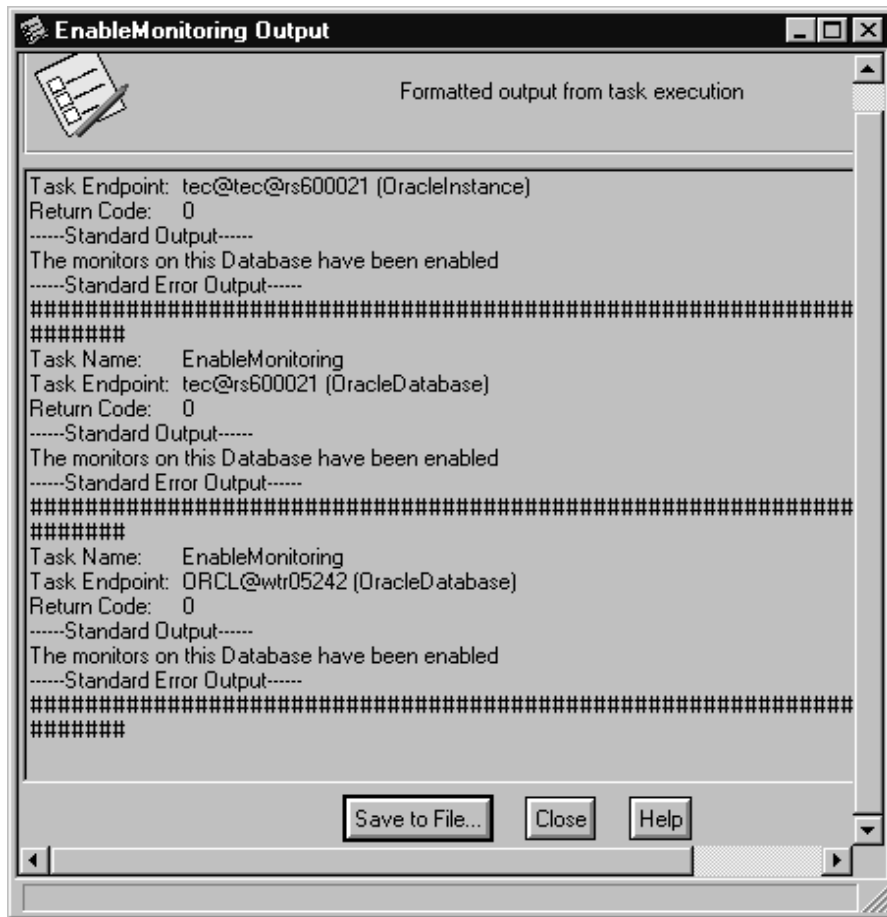 EnableMonitoring Output
Formatted output from task execution
Task Endpoint: tec@tec@rs600021 (OracleInstance)
Return Code: 0
------Standard Output------
The monitors on this Database have been enabled
------Standard Error Output------
############################################################
#######
Task Name: EnableMonitoring
Task Endpoint: tec@rs600021 (OracleDatabase)
Return Code: 0
------Standard Output------
The monitors on this Database have been enabled
------Standard Error Output------
############################################################
#######
Task Name: EnableMonitoring
Task Endpoint: ORCL@wtr05242 (OracleDatabase)
Return Code: 0
------Standard Output------
The monitors on this Database have been enabled
------Standard Error Output------
############################################################
#######
Save to File... Close Help